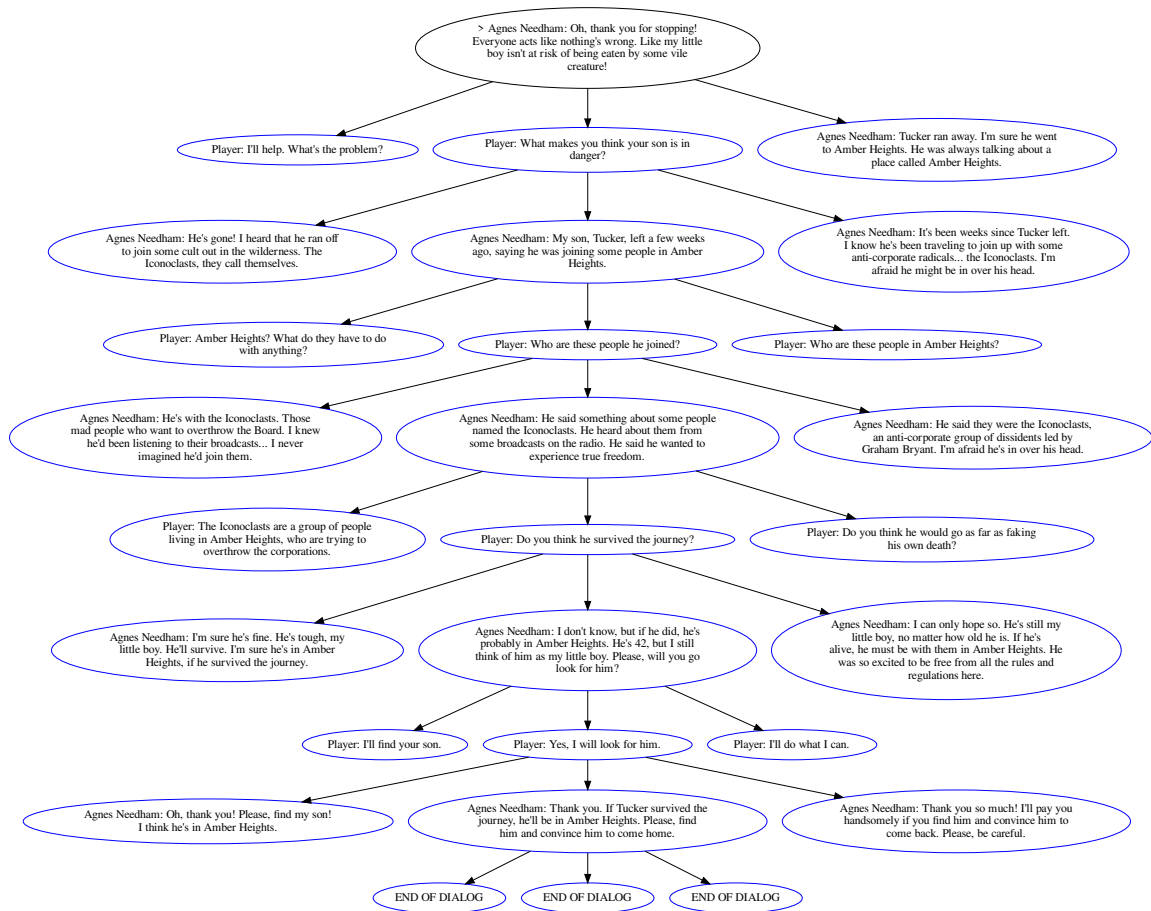 > Agnes Needham: Oh, thank you for stopping!
Everyone acts like nothing's wrong. Like my little
boy isn't at risk of being eaten by some vile
creature!
Player: I'll help. What's the problem?
Player: What makes you think your son is in
danger?
Agnes Needham: Tucker ran away. I'm sure he went
to Amber Heights. He was always talking about a
place called Amber Heights.
Agnes Needham: He's gone! I heard that he ran off
to join some cult out in the wilderness. The
Iconoclasts, they call themselves.
Agnes Needham: My son, Tucker, left a few weeks
ago, saying he was joining some people in Amber
Heights.
Agnes Needham: It's been weeks since Tucker left.
I know he's been traveling to join up with some
anti-corporate radicals... the Iconoclasts. I'm
afraid he might be in over his head.
Player: Amber Heights? What do they have to do
with anything?
Player: Who are these people he joined?
Player: Who are these people in Amber Heights?
Agnes Needham: He's with the Iconoclasts. Those
mad people who want to overthrow the Board. I knew
he'd been listening to their broadcasts... I never
imagined he'd join them.
Agnes Needham: He said something about some people
named the Iconoclasts. He heard about them from
some broadcasts on the radio. He said he wanted to
experience true freedom.
Agnes Needham: He said they were the Iconoclasts,
an anti-corporate group of dissidents led by
Graham Bryant. I'm afraid he's in over his head.
Player: The Iconoclasts are a group of people
living in Amber Heights, who are trying to
overthrow the corporations.
Player: Do you think he survived the journey?
Player: Do you think he would go as far as faking
his own death?
Agnes Needham: I'm sure he's fine. He's tough, my
little boy. He'll survive. I'm sure he's in Amber
Heights, if he survived the journey.
Agnes Needham: I don't know, but if he did, he's
probably in Amber Heights. He's 42, but I still
think of him as my little boy. Please, will you go
look for him?
Agnes Needham: I can only hope so. He's still my
little boy, no matter how old he is. If he's
alive, he must be with them in Amber Heights. He
was so excited to be free from all the rules and
regulations here.
Player: I'll find your son.
Player: Yes, I will look for him.
Player: I'll do what I can.
Agnes Needham: Oh, thank you! Please, find my son!
I think he's in Amber Heights.
Agnes Needham: Thank you. If Tucker survived the
journey, he'll be in Amber Heights. Please, find
him and convince him to come home.
Agnes Needham: Thank you so much! I'll pay you
handsomely if you find him and convince him to
come back. Please, be careful.
END OF DIALOG
END OF DIALOG
END OF DIALOG